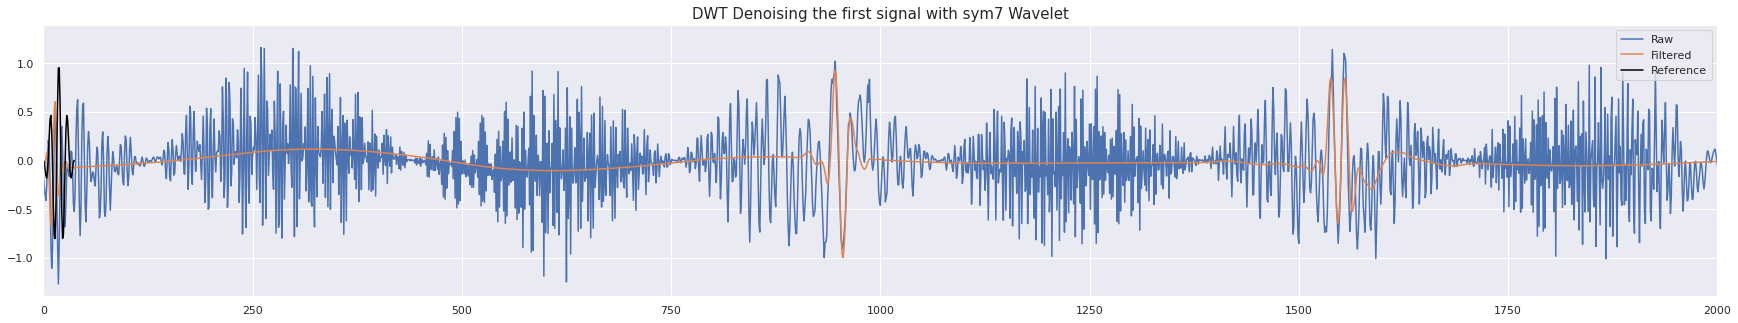 DWT Denoising the first signal with sym7 Wavelet
Raw
Filtered
Reference
1.0
0.5
0.0
−0.5
−1.0
0 250 500 750 1000 1250 1500 1750 2000